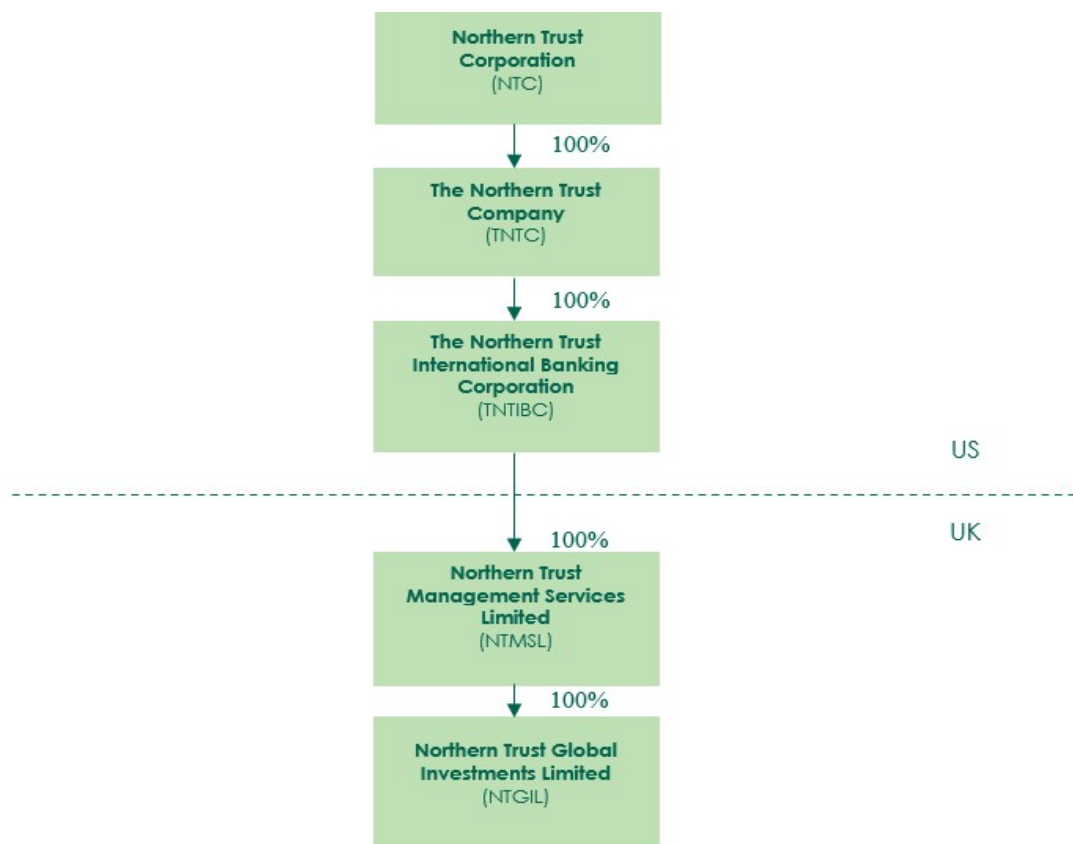 Northern Trust
Corporation
(NTC)
100%
The Northern Trust
Company
(TNTC)
100%
The Northern Trust
International Banking
Corporation
(TNTIBC)
US
UK
100%
Northern Trust
Management Services
Limited
(NTMSL)
100%
Northern Trust Global
Investments Limited
(NTGIL)